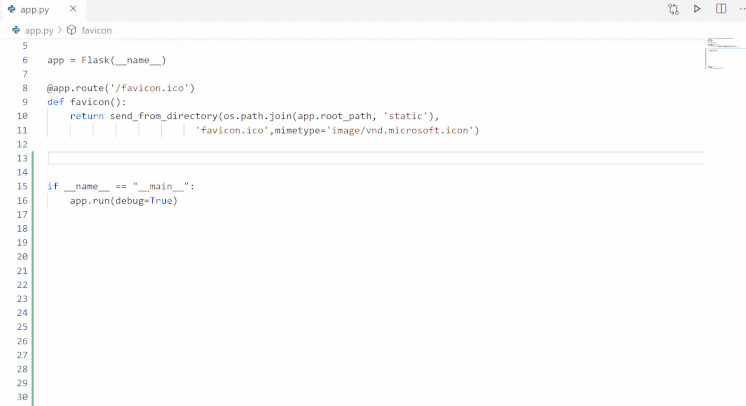 app.py
app.py > favicon
5
6 app = Flask(__name__)
7
8 @app.route('/favicon.ico')
9 def favicon():
10 return send_from_directory(os.path.join(app.root_path, 'static'),
11 'favicon.ico',mimetype='image/vnd.microsoft.icon')
12
13
14
15 if __name__ == "__main__":
16 app.run(debug=True)
17
18
19
20
21
22
23
24
25
26
27
28
29
30